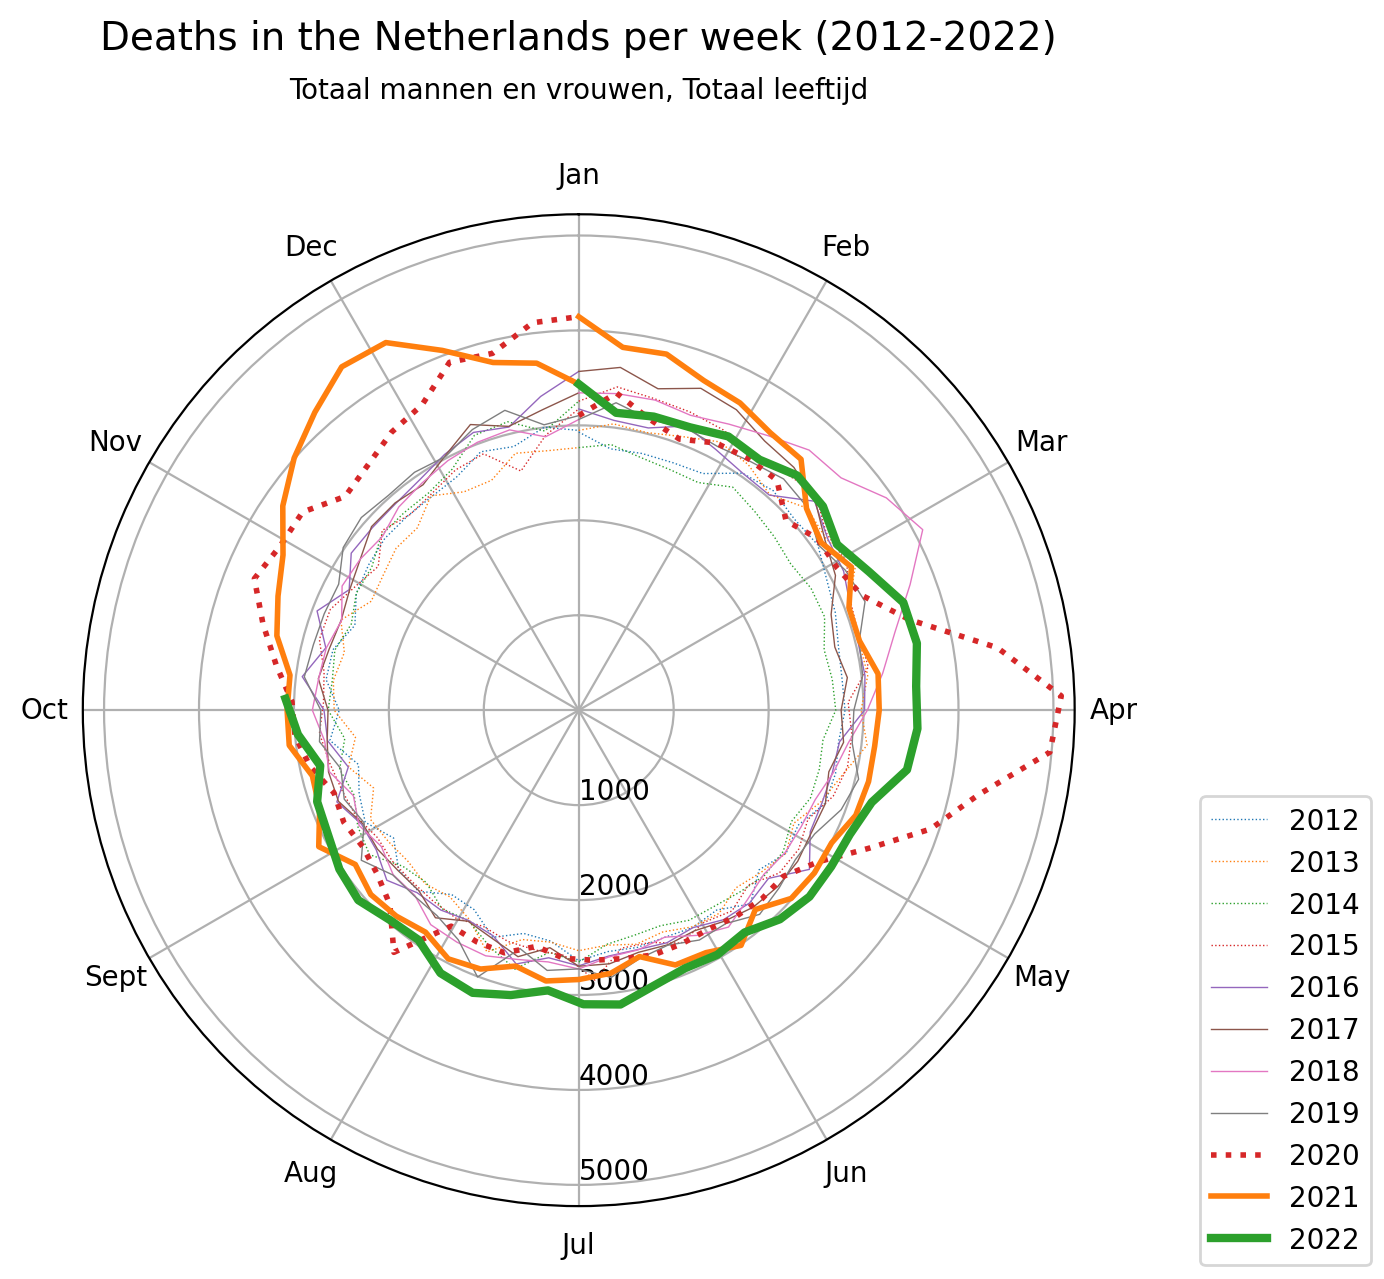 Deaths in the Netherlands per week (2012-2022)
Totaal mannen en vrouwen, Totaal leeftijd
Jan
Dec
Feb
Nov
Mar
Oct
Apr
Sept
May
Aug
Jun
Jul
1000
2000
3000
4000
5000
2012
2013
2014
2015
2016
2017
2018
2019
2020
2021
2022